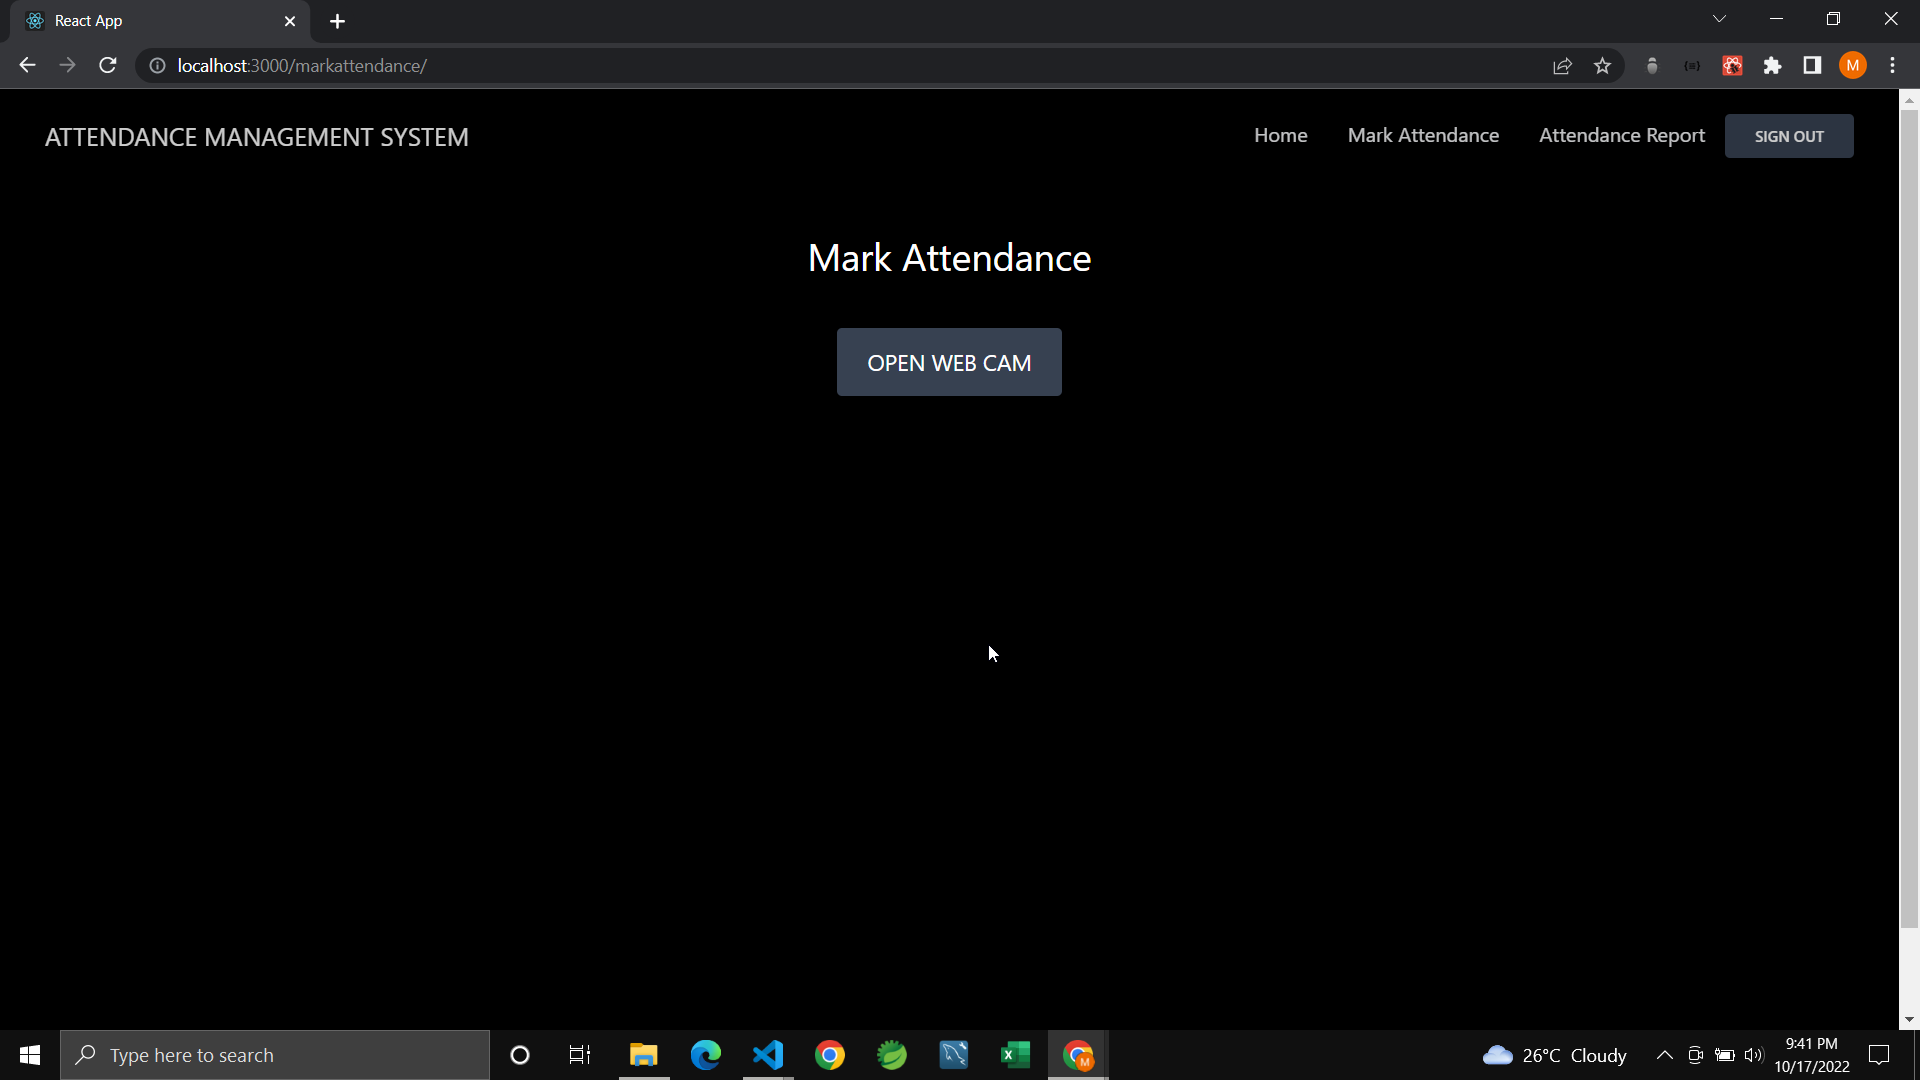 React App
localhost:3000/markattendance/
M
ATTENDANCE MANAGEMENT SYSTEM
Home
Mark Attendance
Attendance Report
SIGN OUT
Mark Attendance
OPEN WEB CAM
Type here to search
M
26°C Cloudy
9:41 PM
10/17/2022